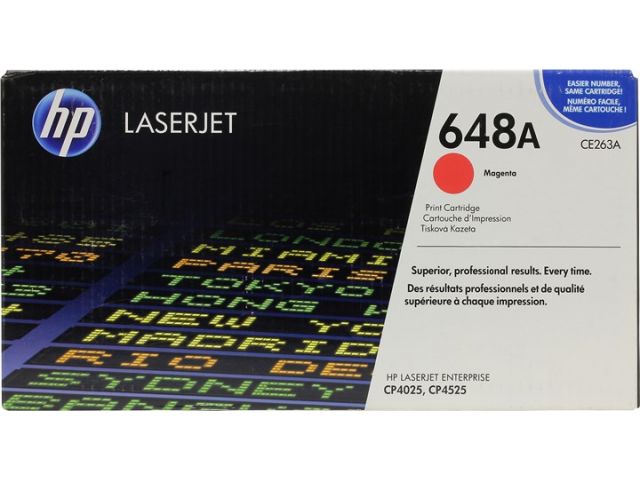 hp
LASERJET
EASIER NUMBER,
SAME CARTRIDGE!
NUMÉRO FACILE,
MÊME CARTOUCHE !
648A
CE263A
Magenta
Print Cartridge
Cartouche d'Impression
Tisková Kazeta
Superior, professional results. Every time.
Des résultats professionnels et de qualité
supérieure à chaque impression.
HP LASERJET ENTERPRISE
CP4025, CP4525
LONDON
MIAMI
PARIS
TOKYO
HONG KO
NEW YO
MADRID
RIO DE
SYDNEY